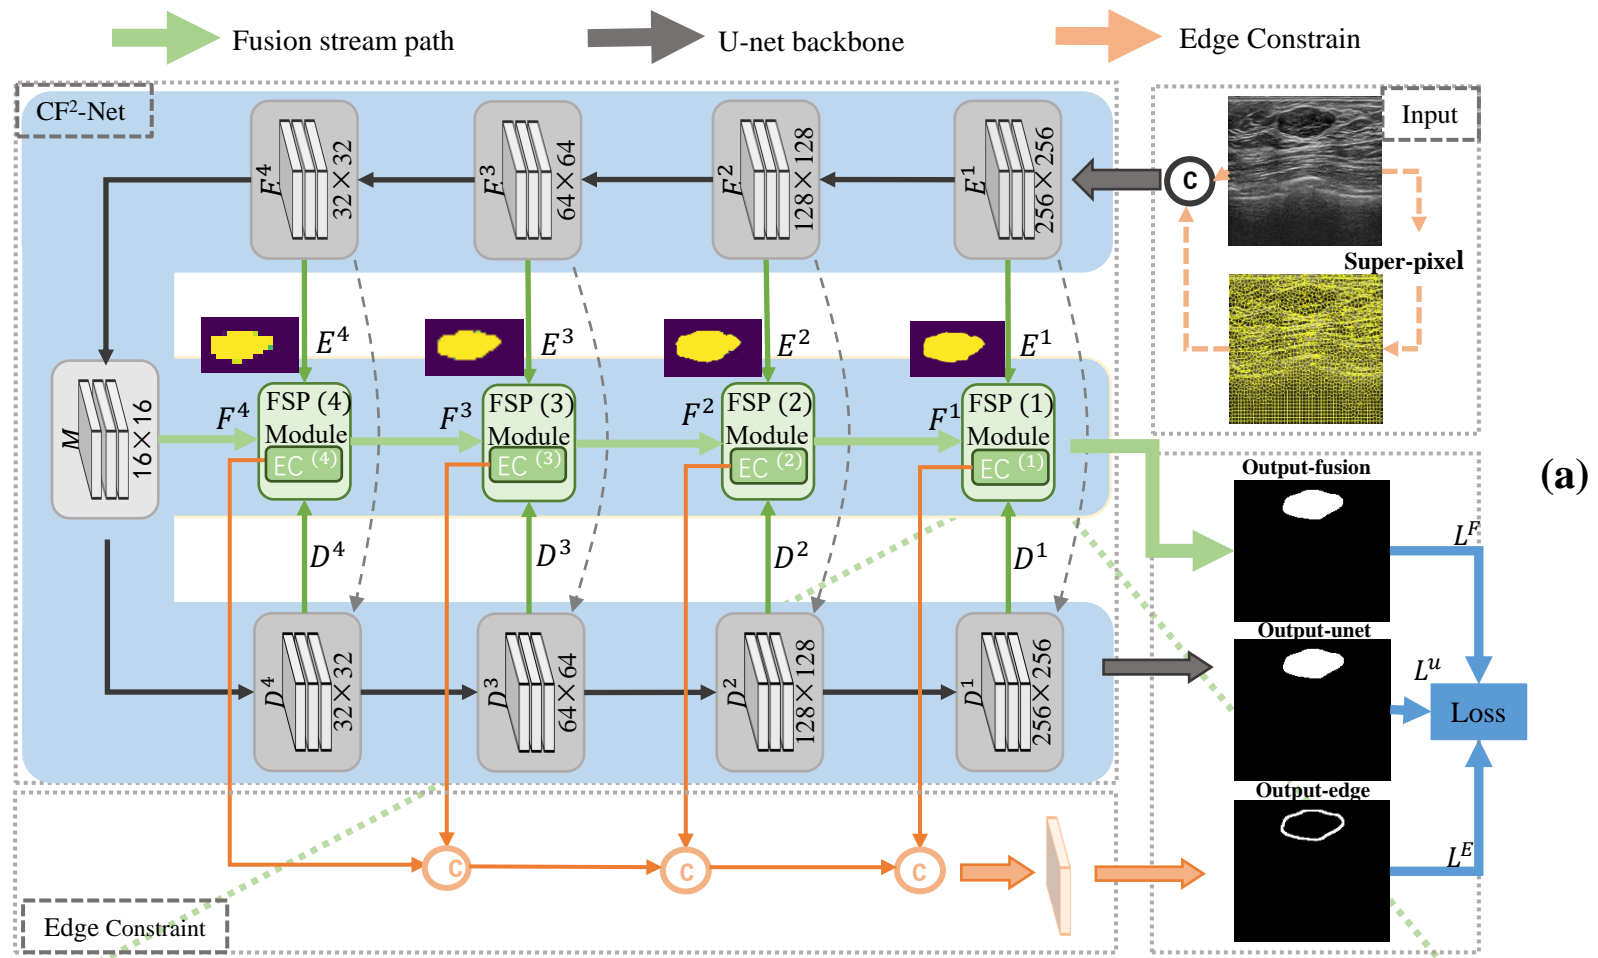 Fusion stream path
U-net backbone
Edge Constrain
CF²-Net
Input
E⁴
32×32
E³
64×64
E²
128×128
E¹
256×256
C
Super-pixel
E⁴
E³
E²
E¹
M
16×16
F⁴
FSP (4)
Module
EC (4)
F³
FSP (3)
Module
EC (3)
F²
FSP (2)
Module
EC (2)
F¹
FSP (1)
Module
EC (1)
D⁴
D³
D²
D¹
D⁴
32×32
D³
64×64
D²
128×128
D¹
256×256
Output-fusion
Lᶠ
Output-unet
Lᵘ
Loss
Output-edge
Lᴱ
C
C
C
Edge Constraint
(a)